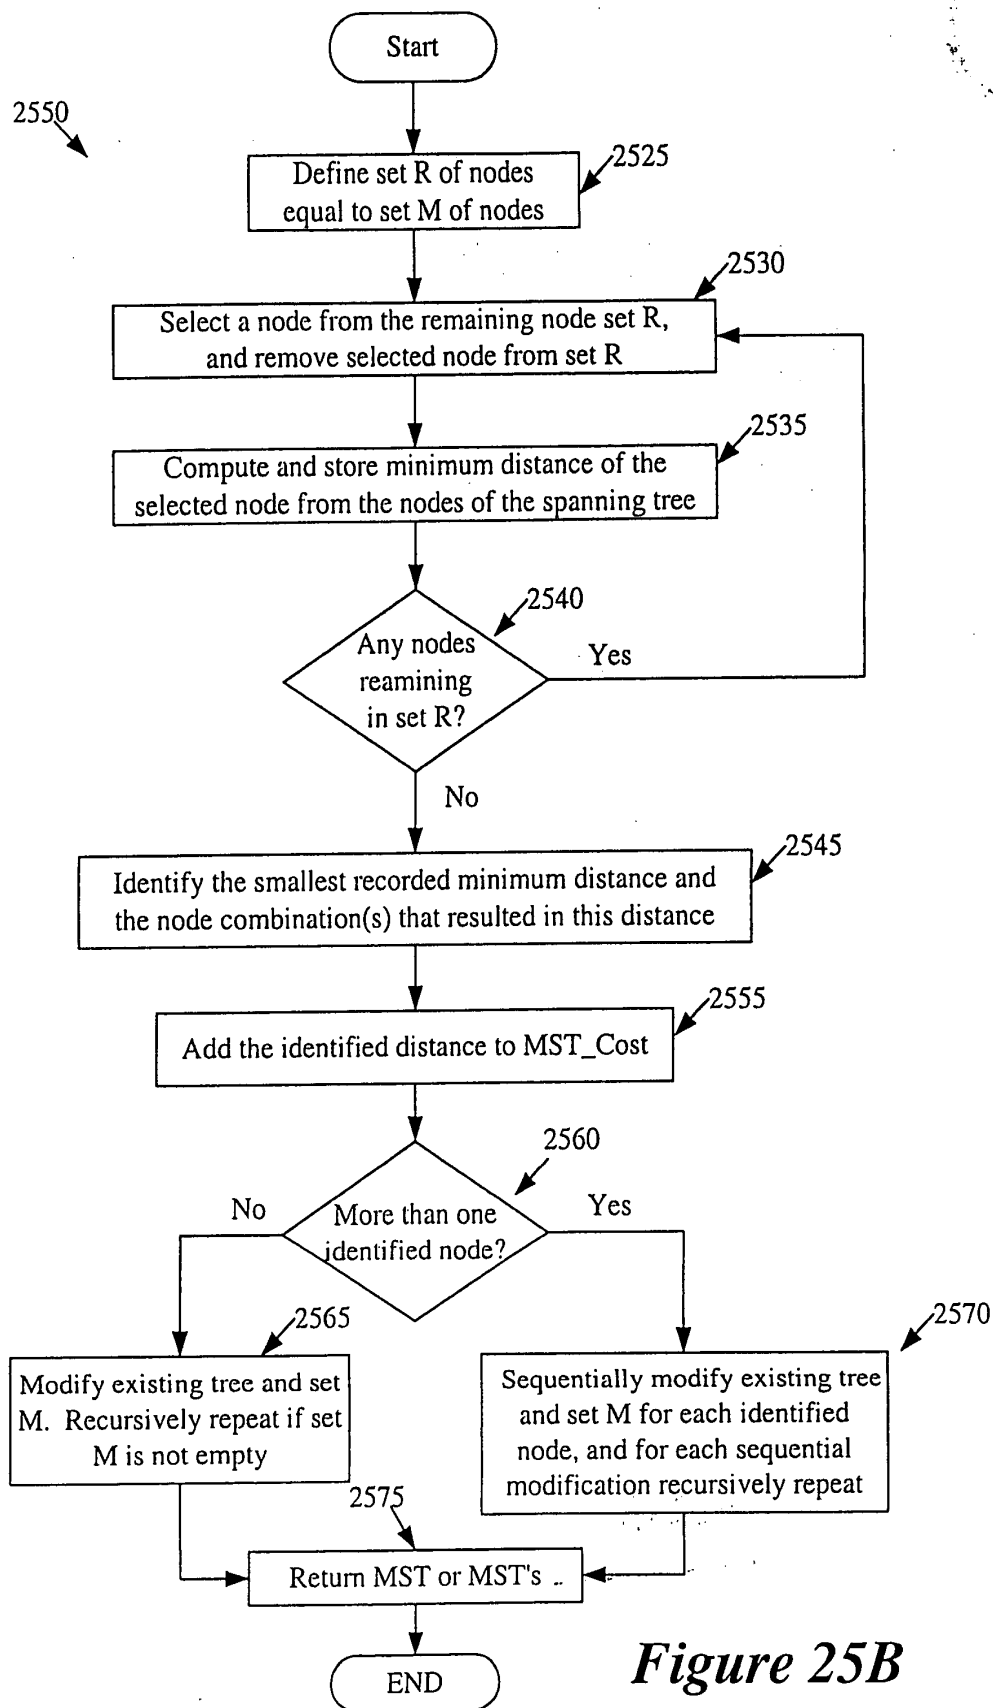 Start
2550
2525
Define set R of nodes
equal to set M of nodes
2530
Select a node from the remaining node set R,
and remove selected node from set R
2535
Compute and store minimum distance of the
selected node from the nodes of the spanning tree
2540
Any nodes
reamining
in set R?
Yes
No
2545
Identify the smallest recorded minimum distance and
the node combination(s) that resulted in this distance
2555
Add the identified distance to MST_Cost
2560
No
More than one
identified node?
Yes
2565
Modify existing tree and set
M. Recursively repeat if set
M is not empty
2570
Sequentially modify existing tree
and set M for each identified
node, and for each sequential
modification recursively repeat
2575
Return MST or MST's
END
Figure 25B